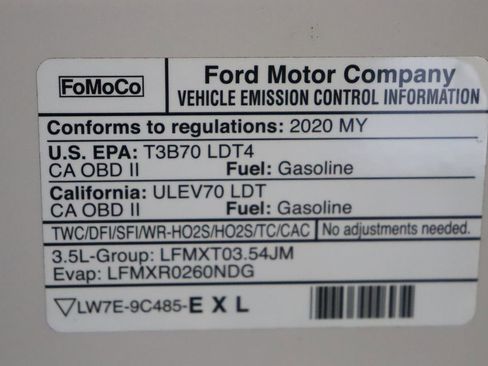 FoMoCo
Ford Motor Company
VEHICLE EMISSION CONTROL INFORMATION
Conforms to regulations: 2020 MY
U.S. EPA: T3B70 LDT4
CA OBD II Fuel: Gasoline
California: ULEV70 LDT
CA OBD II Fuel: Gasoline
TWC/DFI/SFI/WR-HO2S/HO2S/TC/CAC No adjustments needed.
3.5L-Group: LFMXT03.54JM
Evap: LFMXR0260NDG
▽LW7E-9C485-E X L